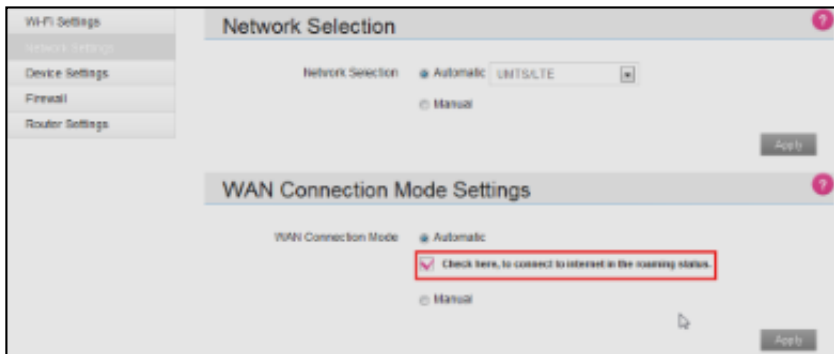 Wi-Fi Settings
Network Settings
Device Settings
Firewall
Router Settings
Network Selection
?
Network Selection
Automatic
UMTS/LTE
Manual
Apply
WAN Connection Mode Settings
?
WAN Connection Mode
Automatic
Check here, to connect to internet in the roaming status.
Manual
Apply